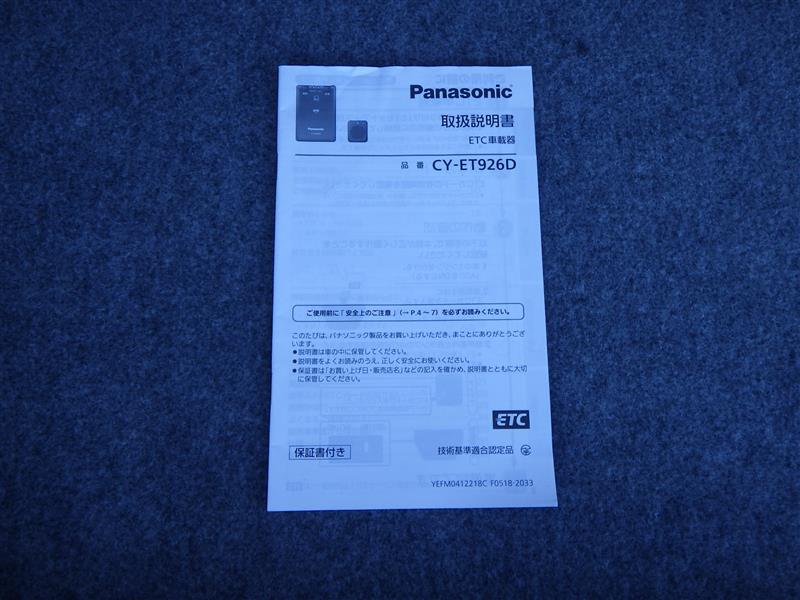 Panasonic
取扱説明書
ETC車載器
品 番 CY-ET926D
ご使用前に「安全上のご注意」(→P.4～7)を必ずお読みください。
このたびは、パナソニック製品をお買い上げいただき、まことにありがとうござ
います。
●説明書は車の中に保管してください。
●説明書をよくお読みのうえ、正しく安全にお使いください。
●保証書は「お買い上げ日・販売店名」などの記入を確かめ、説明書とともに大切
に保管してください。
ETC
保証書付き
技術基準適合認定品
YEFM0412218C F0518-2033